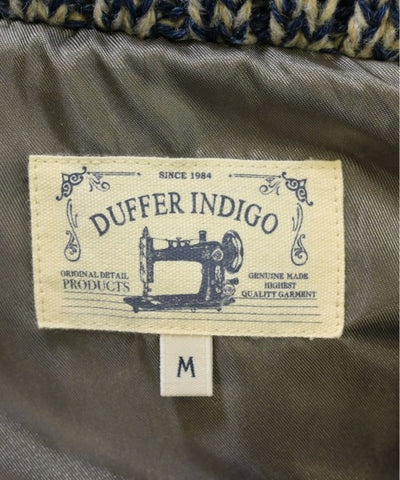 SINCE 1984
DUFFER INDIGO
ORIGINAL DETAIL
PRODUCTS
GENUINE MADE
HIGHEST
QUALITY GARMENT
M